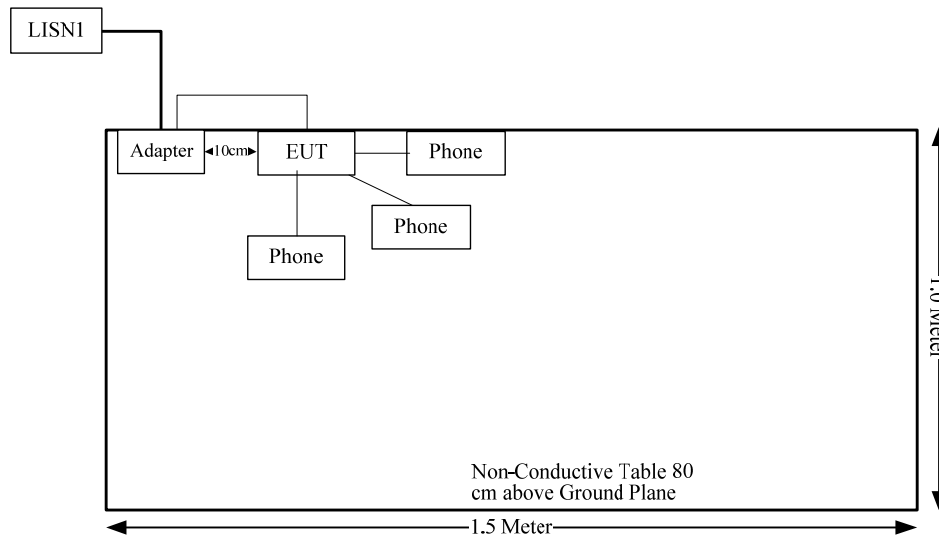 LISN1
Adapter
10cm
EUT
Phone
Phone
Phone
1.0 Meter
Non-Conductive Table 80
cm above Ground Plane
1.5 Meter